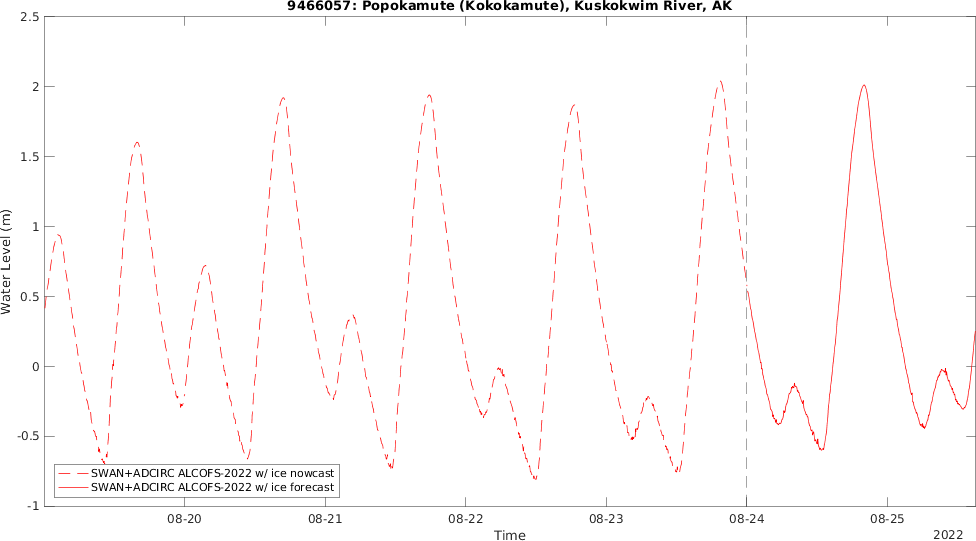 9466057: Popokamute (Kokokamute), Kuskokwim River, AK
2.5
2
1.5
1
0.5
0
-0.5
-1
Water Level (m)
SWAN+ADCIRC ALCOFS-2022 w/ ice nowcast
SWAN+ADCIRC ALCOFS-2022 w/ ice forecast
08-20 08-21 08-22 08-23 08-24 08-25
Time
2022